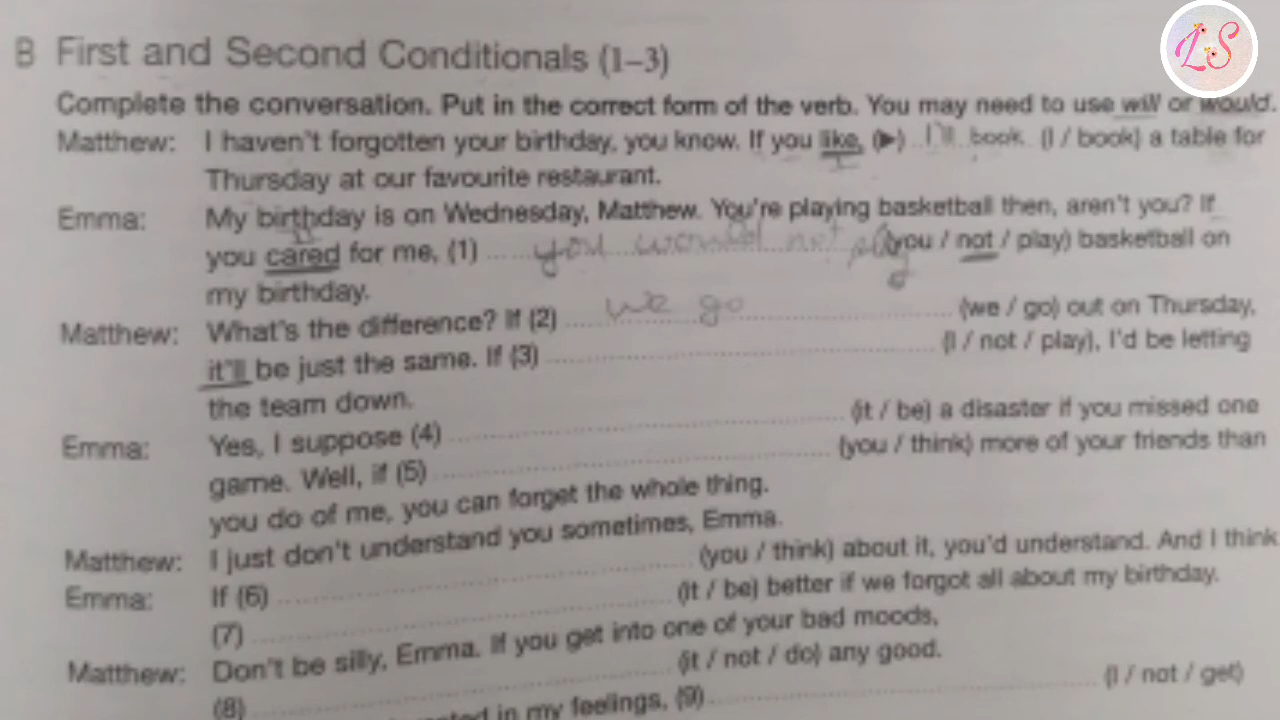 LS
B First and Second Conditionals (1–3)
Complete the conversation. Put in the correct form of the verb. You may need to use will or would.
Matthew: I haven't forgotten your birthday, you know. If you like, (►) I'll book (I / book) a table for
Thursday at our favourite restaurant.
Emma: My birthday is on Wednesday, Matthew. You're playing basketball then, aren't you? If
you cared for me, (1) you would not play (you / not / play) basketball on
my birthday.
Matthew: What's the difference? If (2) we go (we / go) out on Thursday,
it'll be just the same. If (3) (I / not / play), I'd be letting
the team down.
Emma: Yes, I suppose (4) (it / be) a disaster if you missed one
game. Well, if (5) (you / think) more of your friends than
you do of me, you can forget the whole thing.
Matthew: I just don't understand you sometimes, Emma.
Emma: If (6) (you / think) about it, you'd understand. And I think
(7) (it / be) better if we forgot all about my birthday.
Matthew: Don't be silly, Emma. If you get into one of your bad moods,
(8) (it / not / do) any good.
in my feelings, (9) (I / not / get)